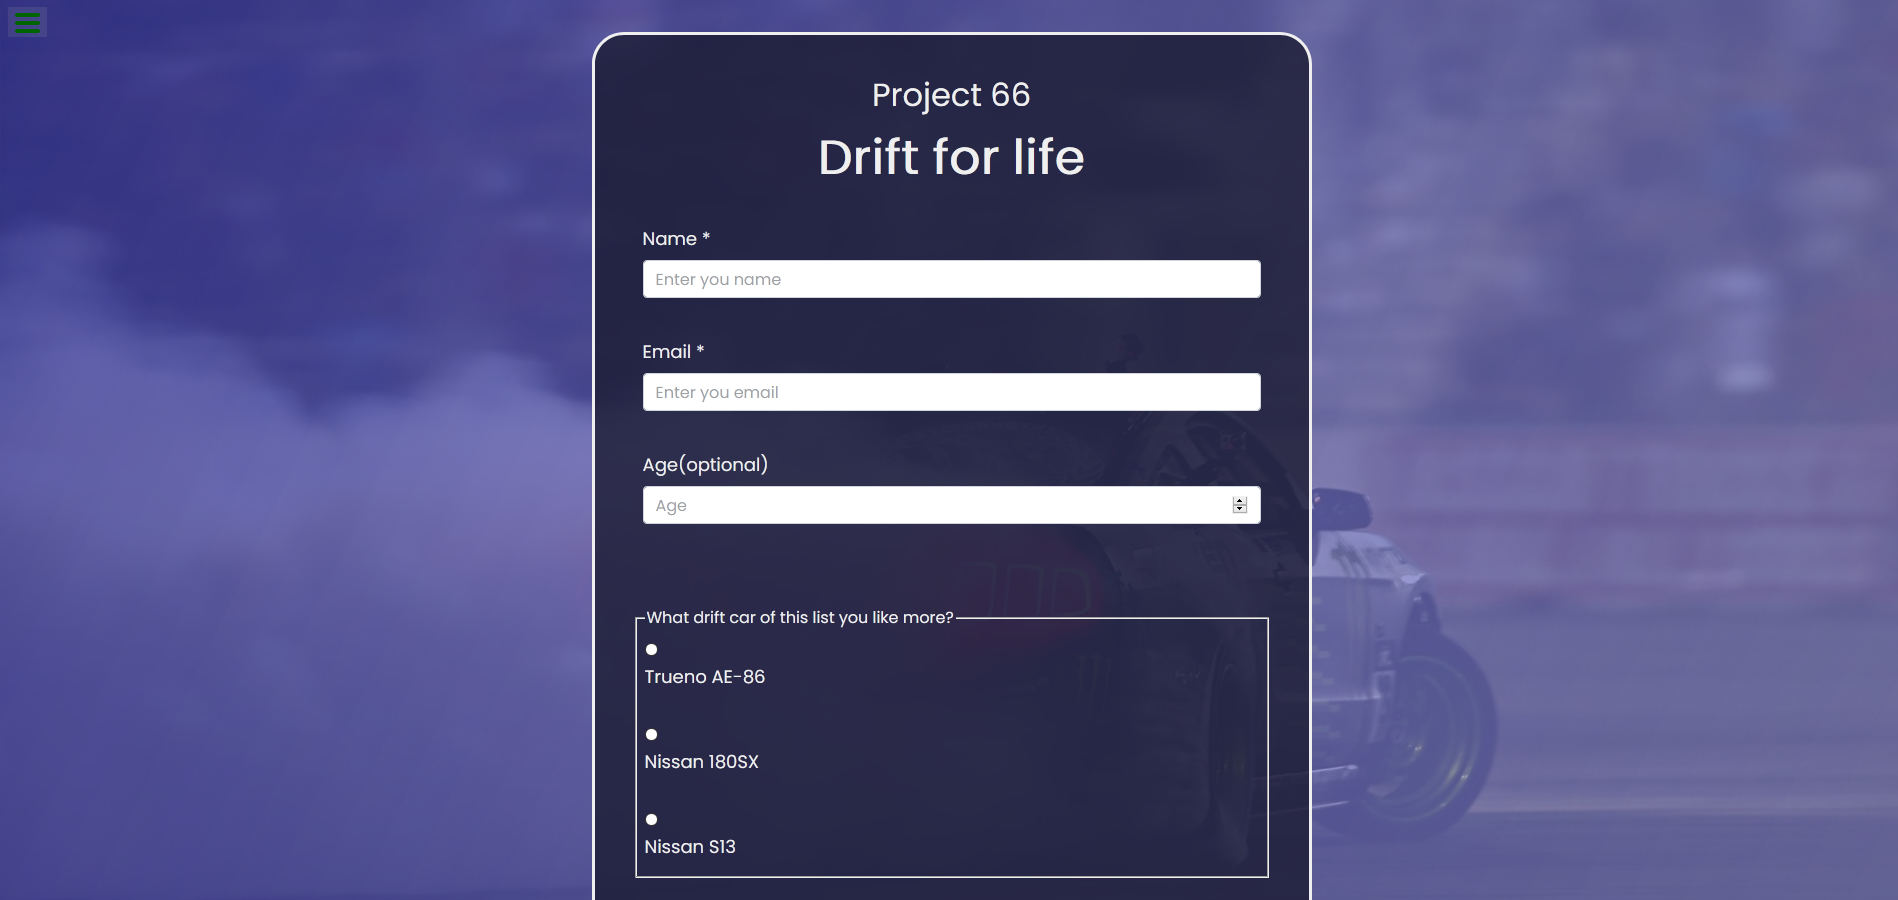 Project 66
Drift for life
Name *
Enter you name
Email *
Enter you email
Age(optional)
Age
What drift car of this list you like more?
Trueno AE-86
Nissan 180SX
Nissan S13